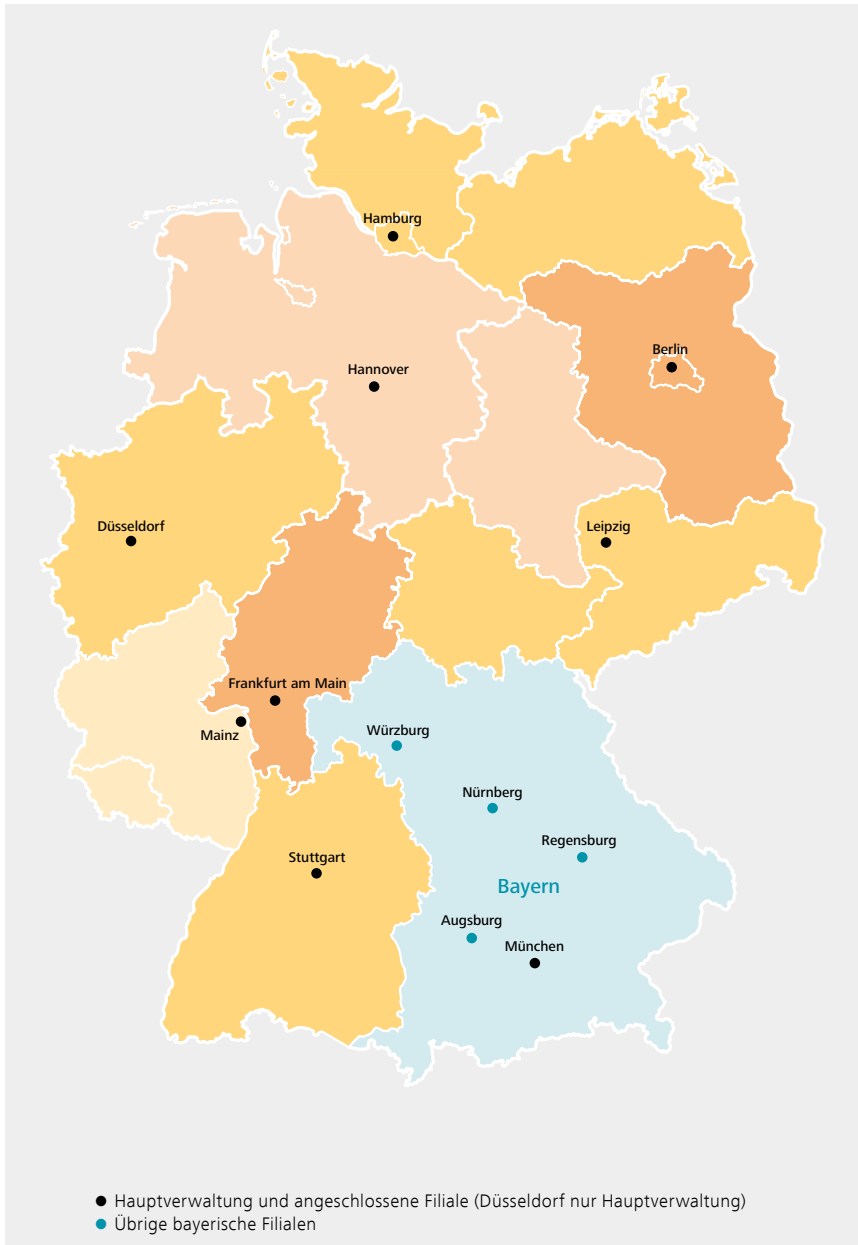 Hamburg
Berlin
Hannover
Düsseldorf
Leipzig
Frankfurt am Main
Mainz
Würzburg
Nürnberg
Regensburg
Stuttgart
Bayern
Augsburg
München
Hauptverwaltung und angeschlossene Filiale (Düsseldorf nur Hauptverwaltung)
Übrige bayerische Filialen